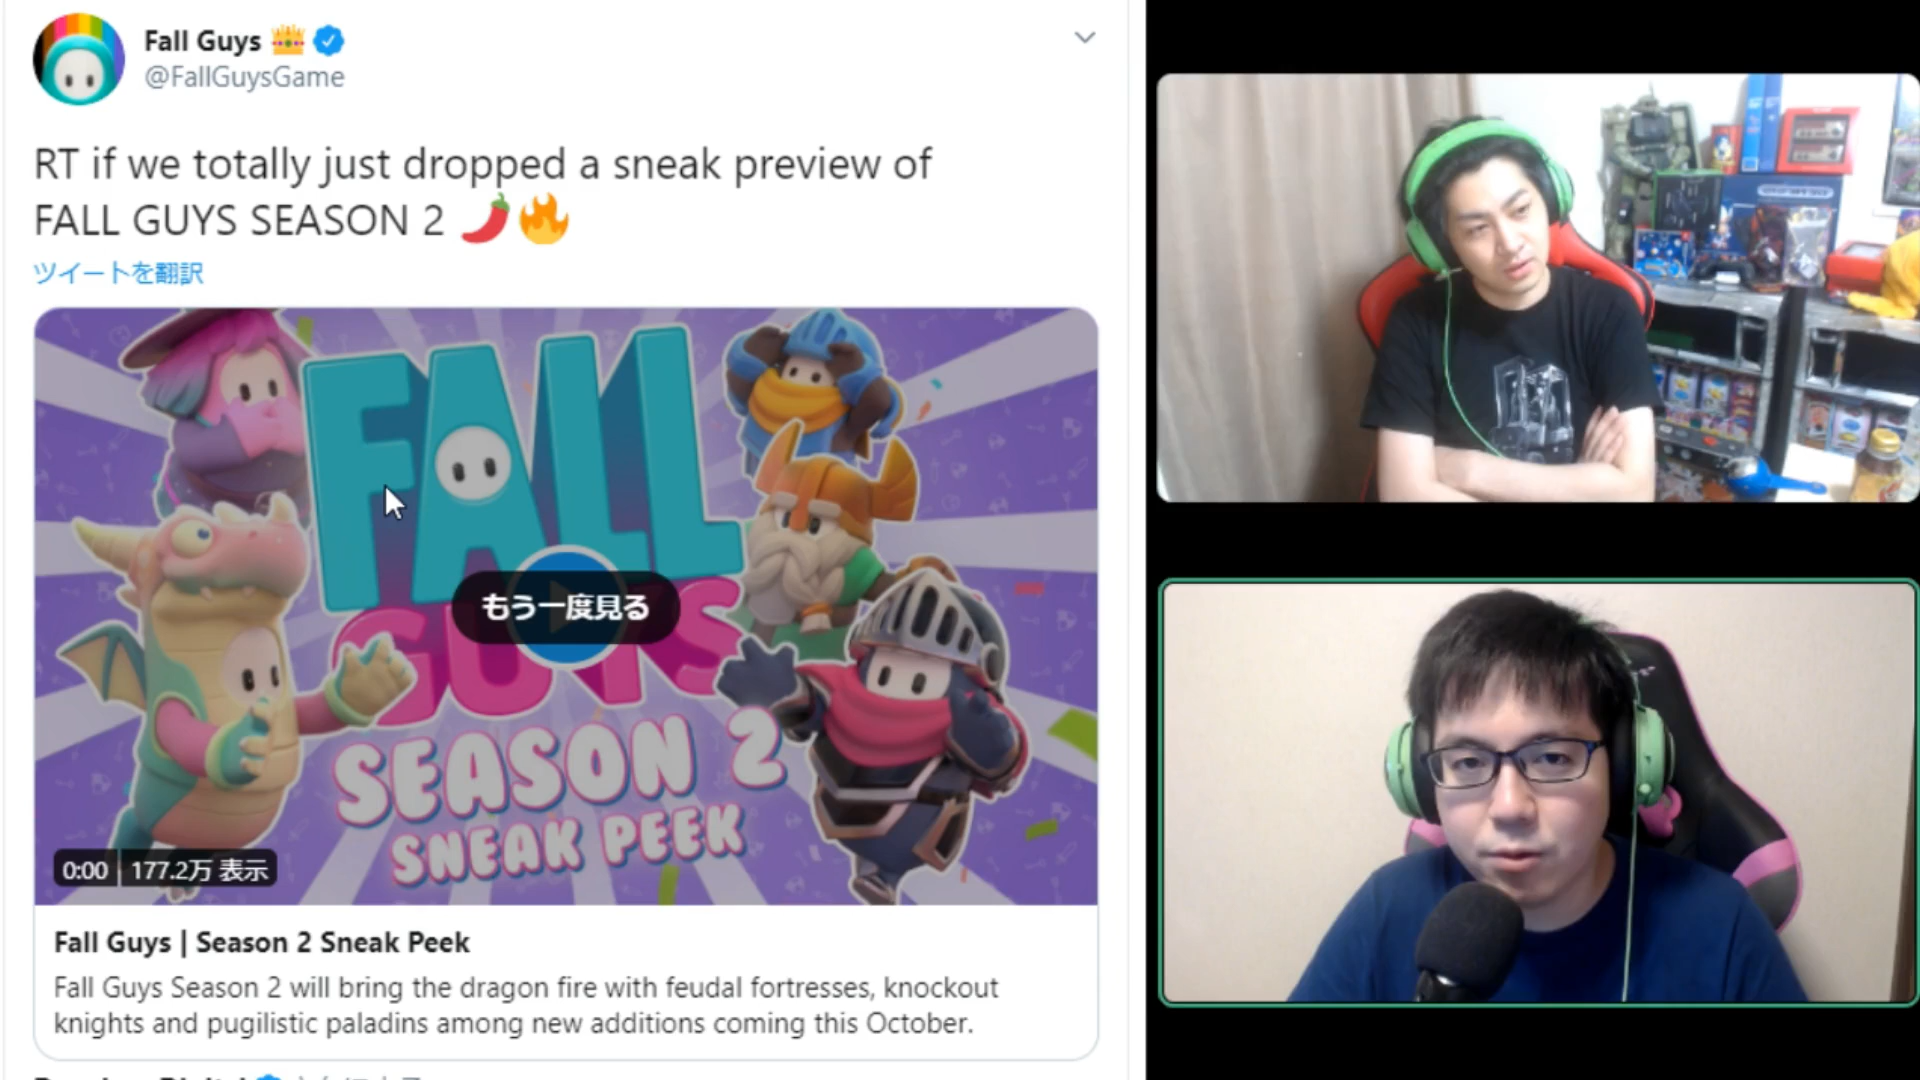 Fall Guys
@FallGuysGame
RT if we totally just dropped a sneak preview of
FALL GUYS SEASON 2
ツイートを翻訳
FALL
GUYS
もう一度見る
SEASON 2
SNEAK PEEK
0:00 | 177.2万 表示
Fall Guys | Season 2 Sneak Peek
Fall Guys Season 2 will bring the dragon fire with feudal fortresses, knockout
knights and pugilistic paladins among new additions coming this October.